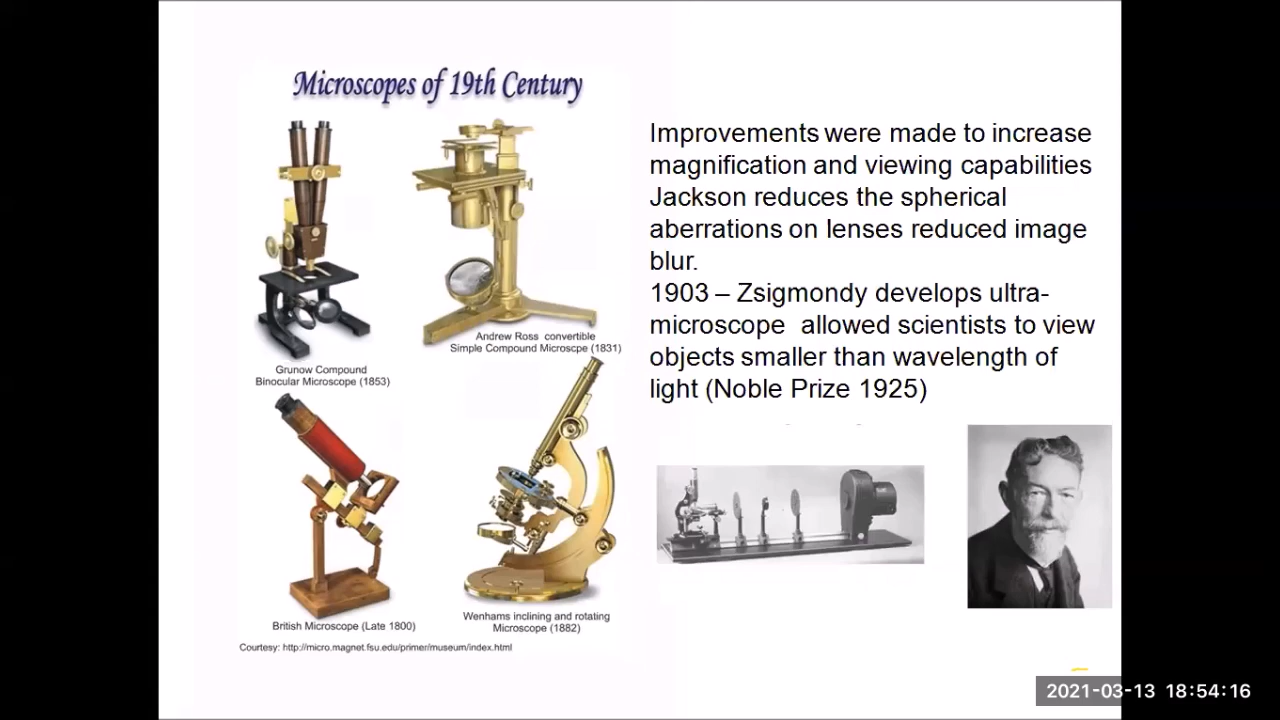 Microscopes of 19th Century
Grunow Compound
Binocular Microscope (1853)
Andrew Ross convertible
Simple Compound Microscpe (1831)
British Microscope (Late 1800)
Wenhams inclining and rotating
Microscope (1882)
Courtesy: http://micro.magnet.fsu.edu/primer/museum/index.html
Improvements were made to increase
magnification and viewing capabilities
Jackson reduces the spherical
aberrations on lenses reduced image
blur.
1903 – Zsigmondy develops ultra-
microscope allowed scientists to view
objects smaller than wavelength of
light (Noble Prize 1925)
2021-03-13 18:54:16